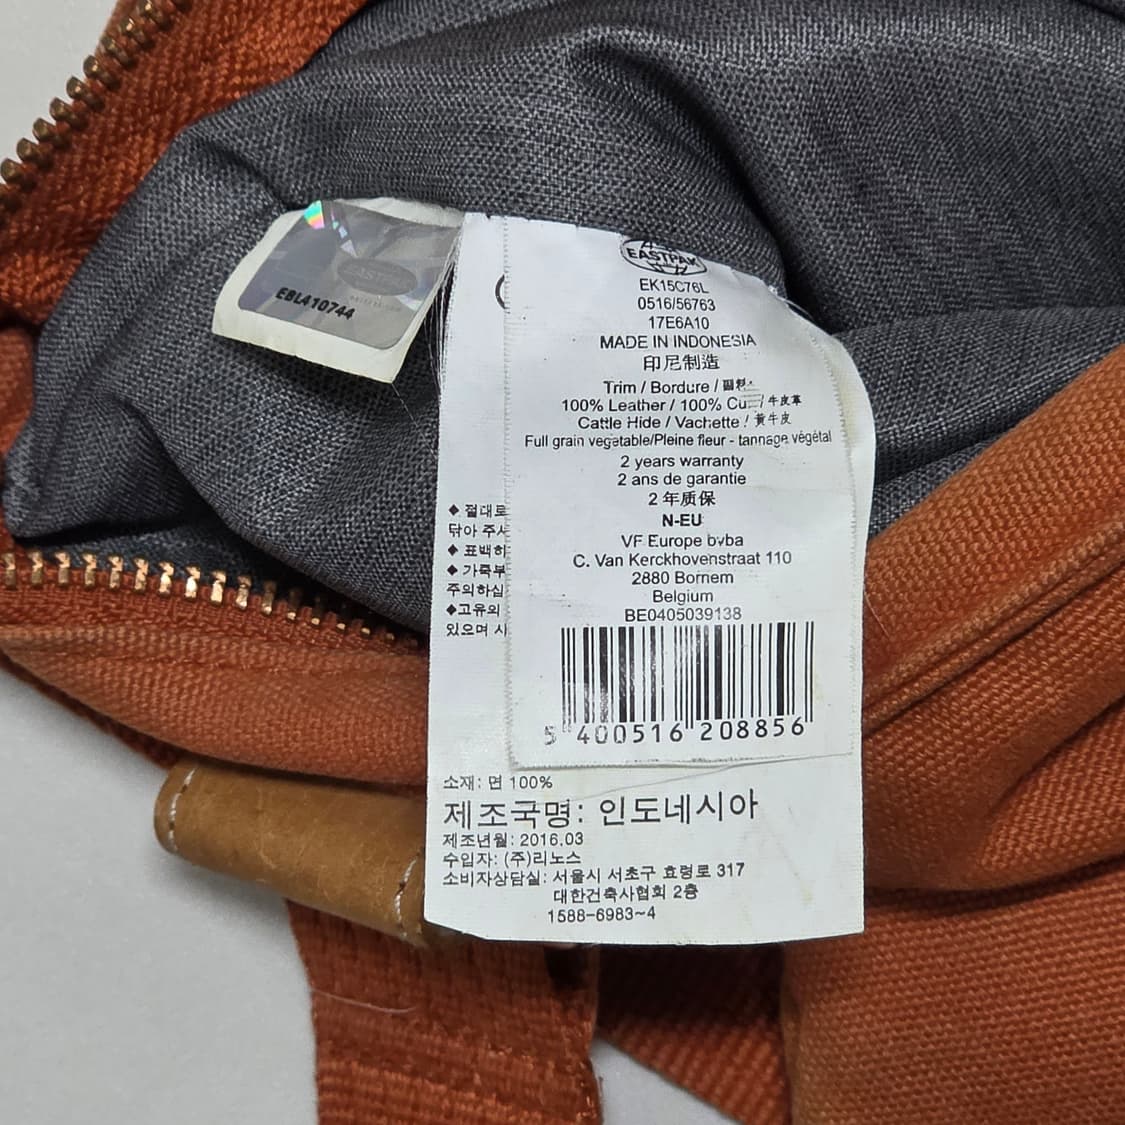 EBL410744
EASTPAK
EK15C76L
0516/56763
17E6A10
MADE IN INDONESIA
印尼制造
Trim / Bordure /
100% Leather / 100% / 牛皮革
Cattle Hide / Vachette / 黃牛皮
Full grain vegetable/Pleine fleur - tannage végétal
2 years warranty
2 ans de garantie
2 年质保
N-EU
VF Europe bvba
C. Van Kerckhovenstraat 110
2880 Bornem
Belgium
BE0405039138
5 400516 208856
◆ 절대로
닦아 주시
◆ 표백하
◆ 가죽부
주의하십
◆고유의
있으며 시
소재: 면 100%
제조국명: 인도네시아
제조년월: 2016.03
수입자: (주)리노스
소비자상담실: 서울시 서초구 효령로 317
대한건축사협회 2층
1588-6983~4